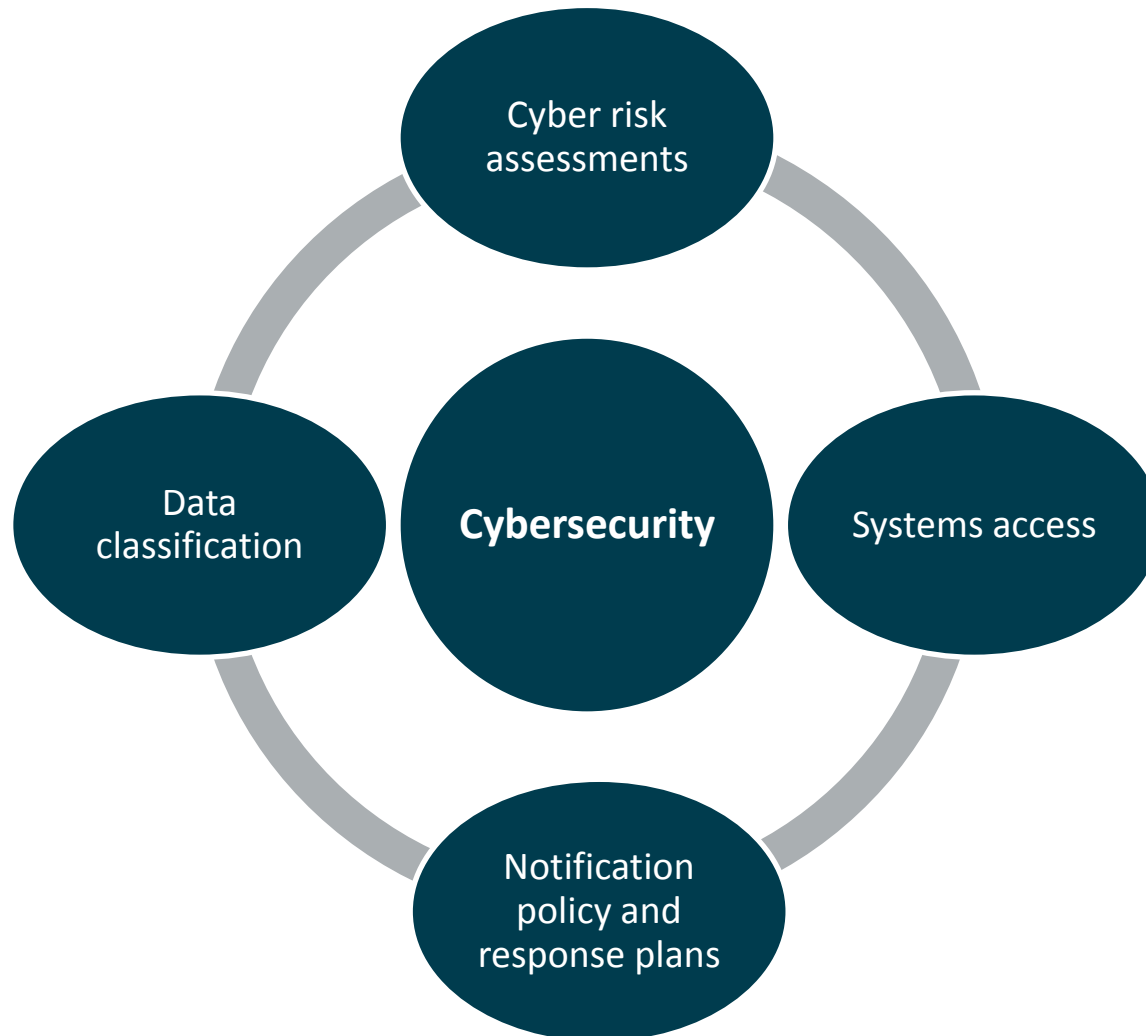 Cyber risk
assessments
Data
classification
Cybersecurity
Systems access
Notification
policy and
response plans